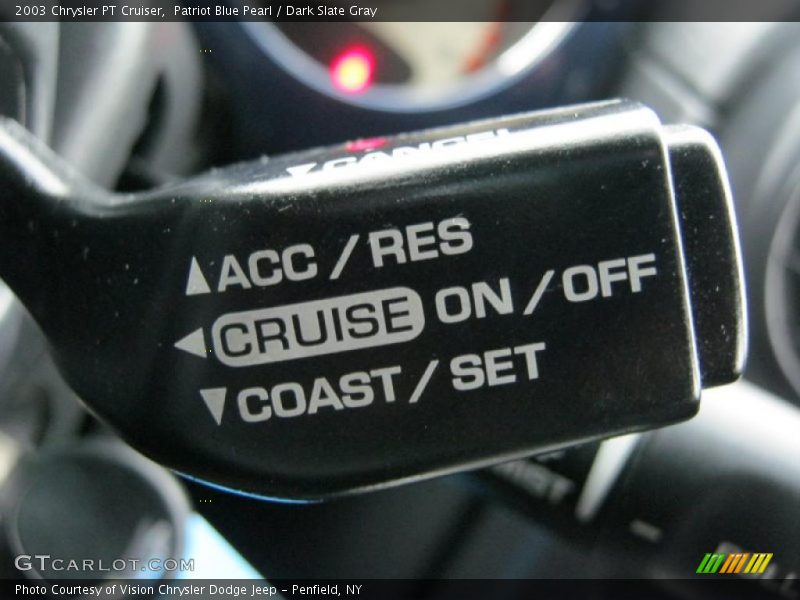 2003 Chrysler PT Cruiser, Patriot Blue Pearl / Dark Slate Gray
▼CANCEL
▲ACC / RES
◀CRUISE ON / OFF
▼COAST / SET
GTCARLOT.COM
Photo Courtesy of Vision Chrysler Dodge Jeep – Penfield, NY